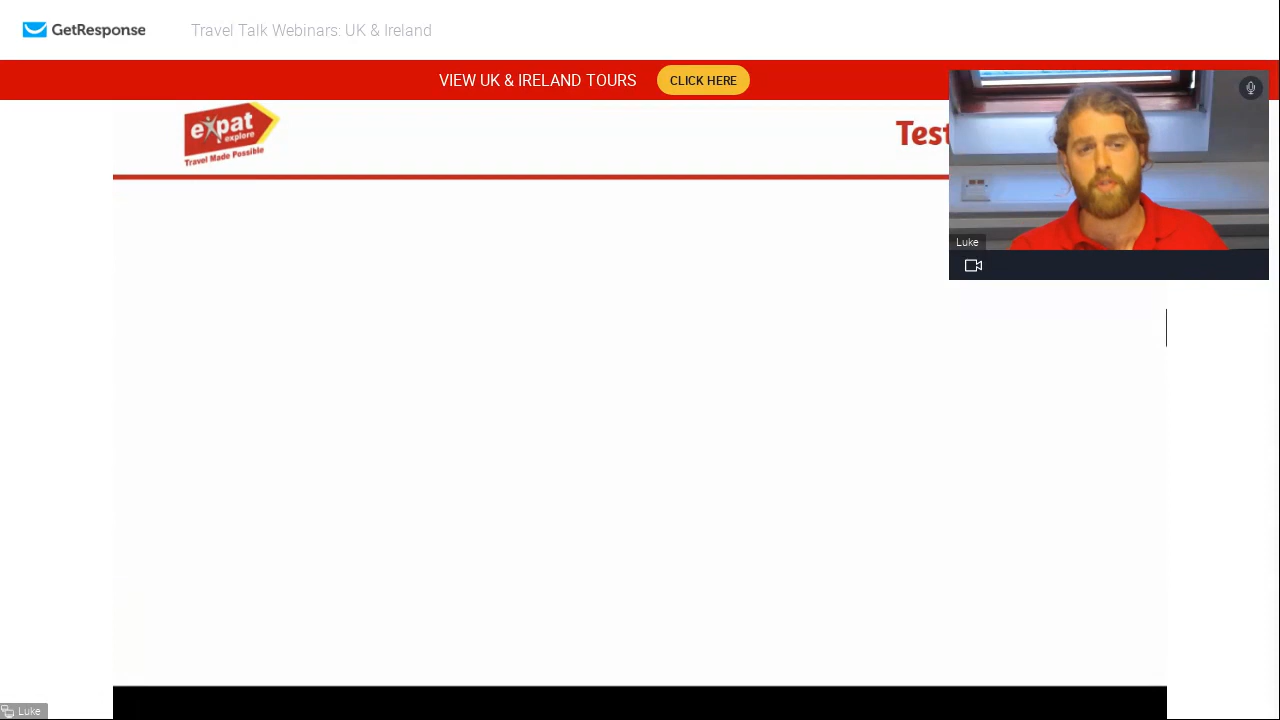 GetResponse
Travel Talk Webinars: UK & Ireland
VIEW UK & IRELAND TOURS
CLICK HERE
expat
explore
Travel Made Possible
Test
Luke
Luke